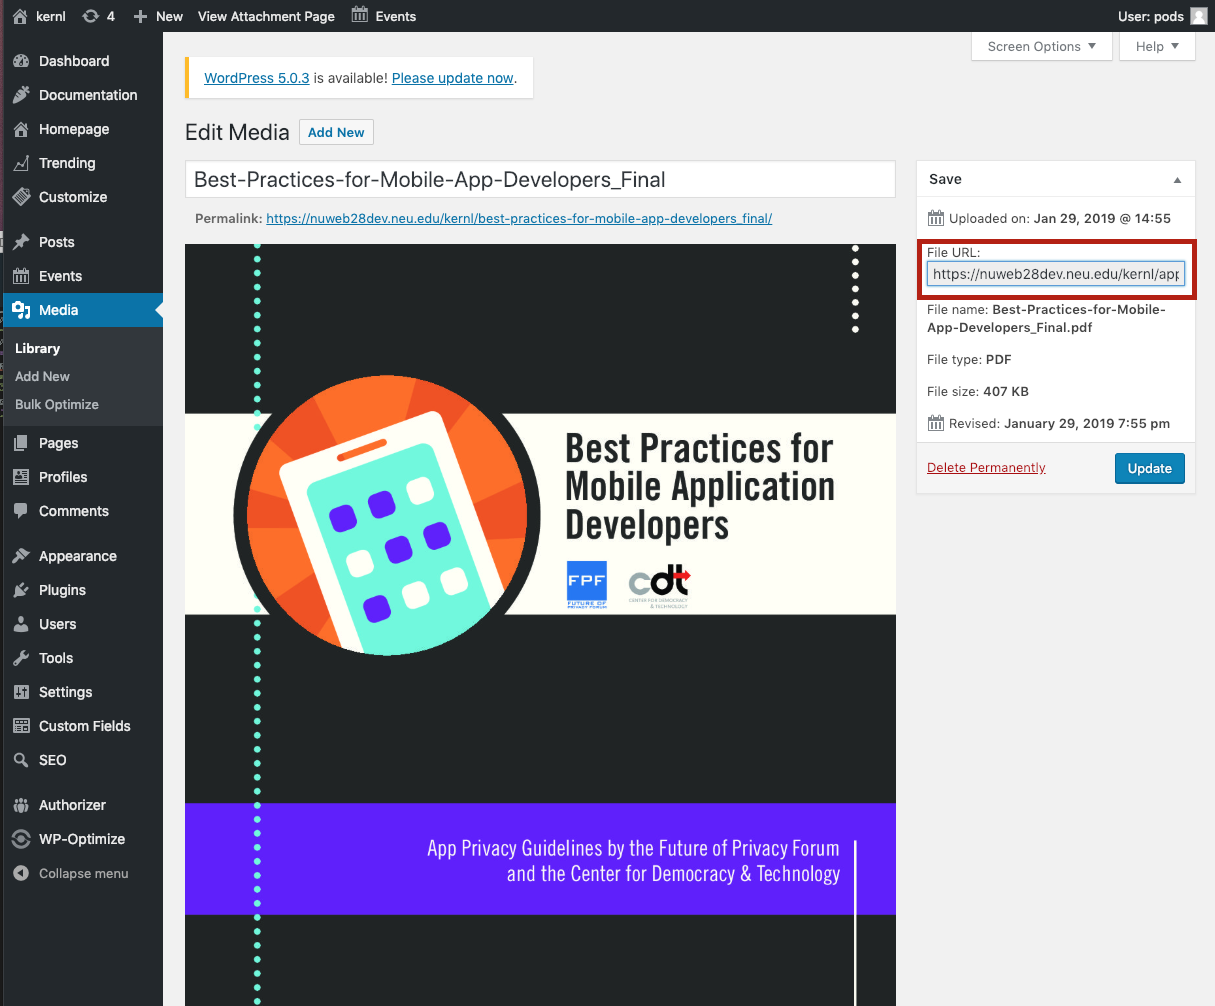 kernl 4 New View Attachment Page Events User: pods
Screen Options Help
Dashboard
Documentation
Homepage
Trending
Customize
Posts
Events
Media
Library
Add New
Bulk Optimize
Pages
Profiles
Comments
Appearance
Plugins
Users
Tools
Settings
Custom Fields
SEO
Authorizer
WP-Optimize
Collapse menu
WordPress 5.0.3 is available! Please update now.
Edit Media Add New
Best-Practices-for-Mobile-App-Developers_Final
Permalink: https://nuweb28dev.neu.edu/kernl/best-practices-for-mobile-app-developers_final/
Best Practices for
Mobile Application
Developers
FPF
FUTURE OF
PRIVACY FORUM
cdt
CENTER FOR DEMOCRACY
& TECHNOLOGY
App Privacy Guidelines by the Future of Privacy Forum
and the Center for Democracy & Technology
Save
Uploaded on: Jan 29, 2019 @ 14:55
File URL:
https://nuweb28dev.neu.edu/kernl/app
File name: Best-Practices-for-Mobile-
App-Developers_Final.pdf
File type: PDF
File size: 407 KB
Revised: January 29, 2019 7:55 pm
Delete Permanently Update